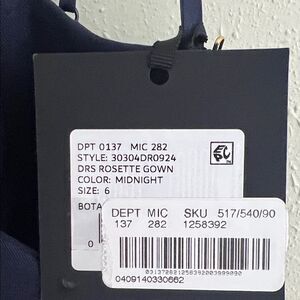 DPT 0137 MIC 282
STYLE: 30304DR0924
DRS ROSETTE GOWN
COLOR: MIDNIGHT
SIZE: 6
BOTA
0
DEPT MIC SKU 517/540/90
137 282 1258392
0409140330662